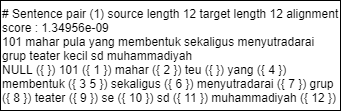 # Sentence pair (1) source length 12 target length 12 alignment
score : 1.34956e-09
101 mahar pula yang membentuk sekaligus menyutradarai
grup teater kecil sd muhammadiyah
NULL ({ }) 101 ({ 1 }) mahar ({ 2 }) teu ({ }) yang ({ 4 })
membentuk ({ 3 5 }) sekaligus ({ 6 }) menyutradarai ({ 7 }) grup
({ 8 }) teater ({ 9 }) se ({ 10 }) sd ({ 11 }) muhammadiyah ({ 12 })